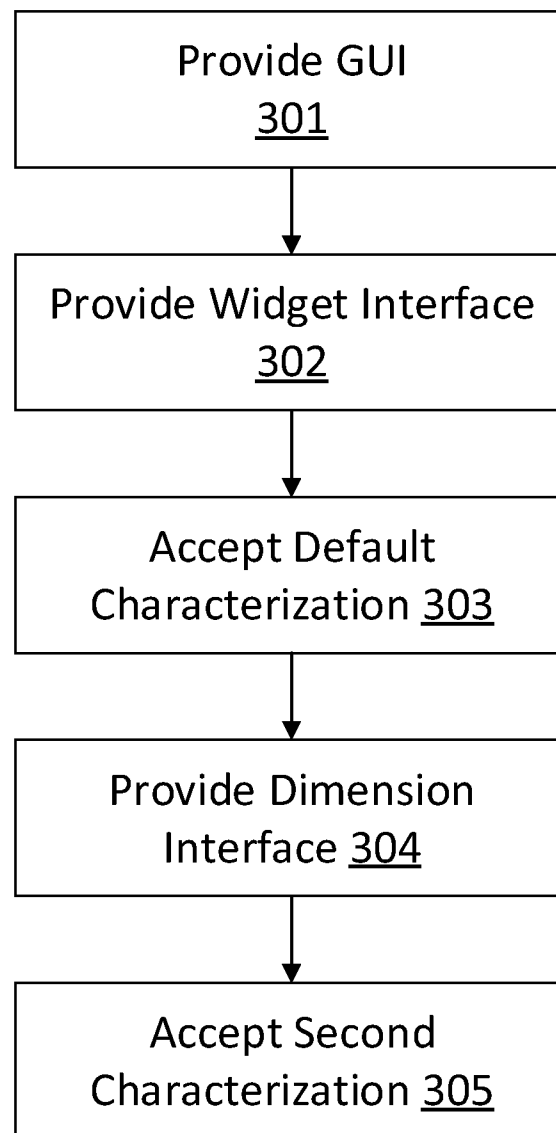 Provide GUI
301
Provide Widget Interface
302
Accept Default
Characterization 303
Provide Dimension
Interface 304
Accept Second
Characterization 305